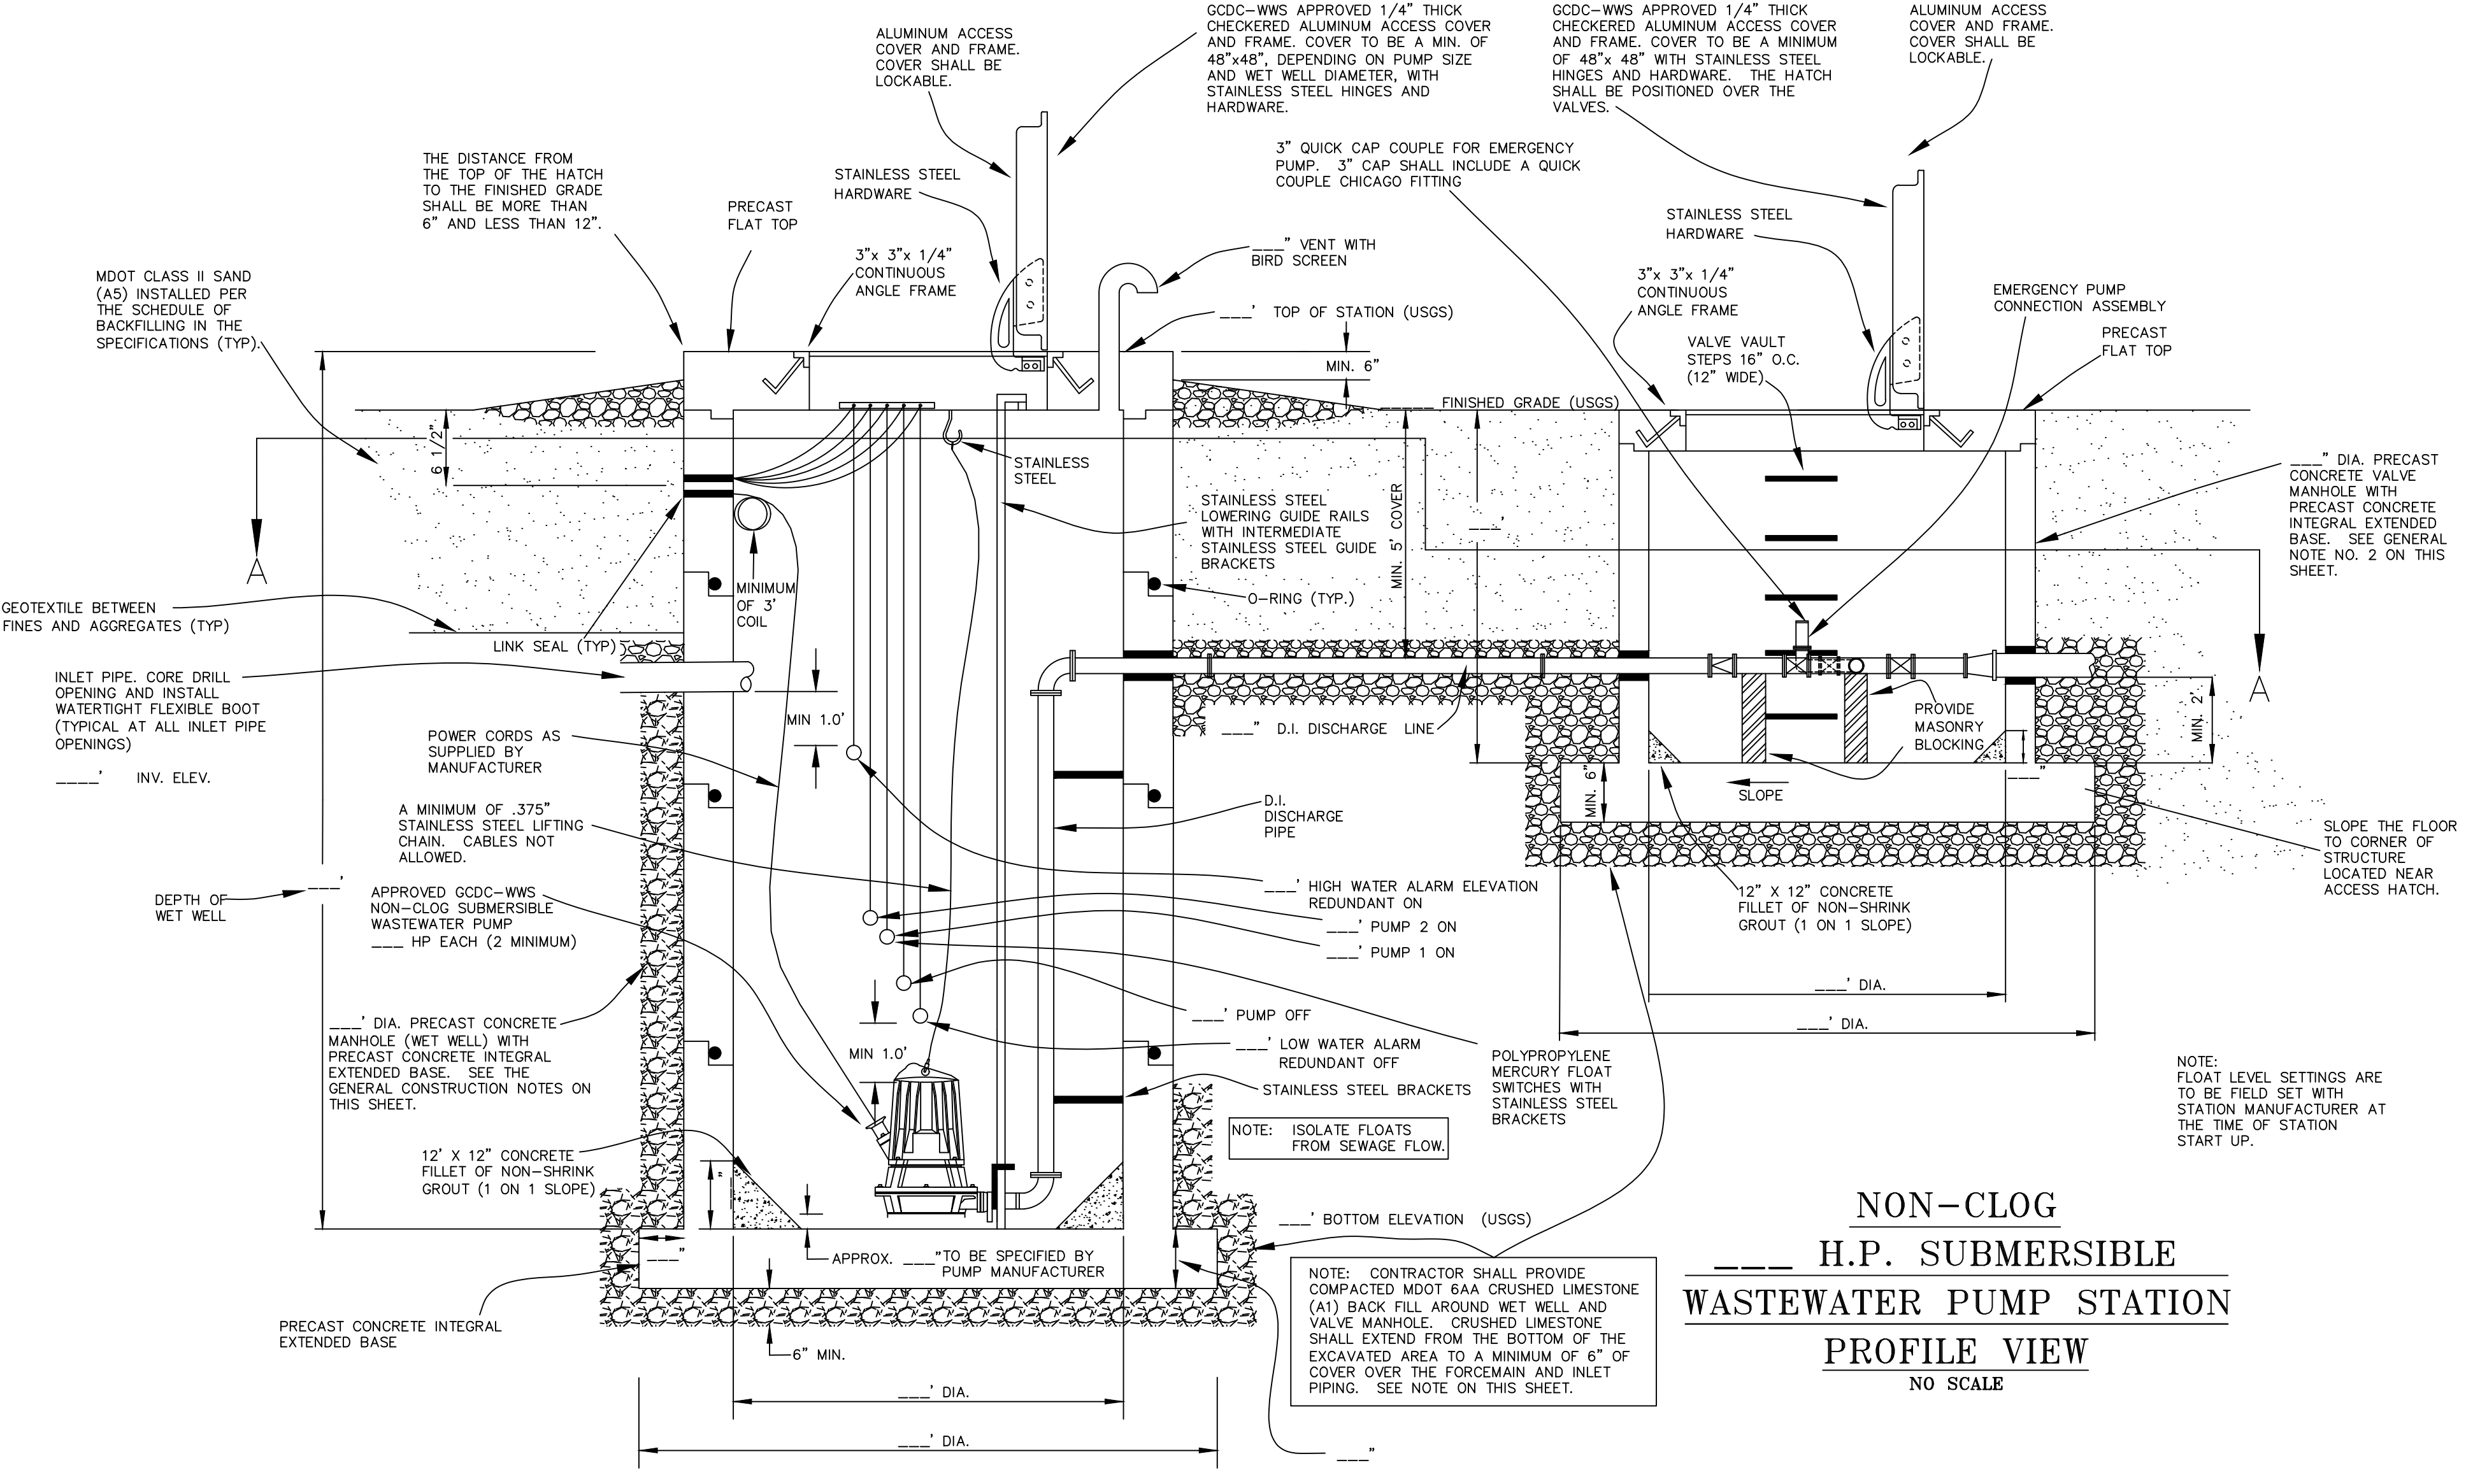 ALUMINUM ACCESS
COVER AND FRAME.
COVER SHALL BE
LOCKABLE.
GCDC-WWS APPROVED 1/4" THICK
CHECKERED ALUMINUM ACCESS COVER
AND FRAME. COVER TO BE A MIN. OF
48"x48", DEPENDING ON PUMP SIZE
AND WET WELL DIAMETER, WITH
STAINLESS STEEL HINGES AND
HARDWARE.
GCDC-WWS APPROVED 1/4" THICK
CHECKERED ALUMINUM ACCESS COVER
AND FRAME. COVER TO BE A MINIMUM
OF 48"x 48" WITH STAINLESS STEEL
HINGES AND HARDWARE. THE HATCH
SHALL BE POSITIONED OVER THE
VALVES.
ALUMINUM ACCESS
COVER AND FRAME.
COVER SHALL BE
LOCKABLE.
THE DISTANCE FROM
THE TOP OF THE HATCH
TO THE FINISHED GRADE
SHALL BE MORE THAN
6" AND LESS THAN 12".
PRECAST
FLAT TOP
STAINLESS STEEL
HARDWARE
3"x 3"x 1/4"
CONTINUOUS
ANGLE FRAME
3" QUICK CAP COUPLE FOR EMERGENCY
PUMP. 3" CAP SHALL INCLUDE A QUICK
COUPLE CHICAGO FITTING
___" VENT WITH
BIRD SCREEN
___' TOP OF STATION (USGS)
MIN. 6"
STAINLESS STEEL
HARDWARE
3"x 3"x 1/4"
CONTINUOUS
ANGLE FRAME
VALVE VAULT
STEPS 16" O.C.
(12" WIDE)
EMERGENCY PUMP
CONNECTION ASSEMBLY
PRECAST
FLAT TOP
MDOT CLASS II SAND
(A5) INSTALLED PER
THE SCHEDULE OF
BACKFILLING IN THE
SPECIFICATIONS (TYP).
_____ FINISHED GRADE (USGS)
6 1/2"
STAINLESS
STEEL
STAINLESS STEEL
LOWERING GUIDE RAILS
WITH INTERMEDIATE
STAINLESS STEEL GUIDE
BRACKETS
MIN. 5' COVER
___'
___" DIA. PRECAST
CONCRETE VALVE
MANHOLE WITH
PRECAST CONCRETE
INTEGRAL EXTENDED
BASE. SEE GENERAL
NOTE NO. 2 ON THIS
SHEET.
A
A
MINIMUM
OF 3'
COIL
O-RING (TYP.)
GEOTEXTILE BETWEEN
FINES AND AGGREGATES (TYP)
LINK SEAL (TYP)
INLET PIPE. CORE DRILL
OPENING AND INSTALL
WATERTIGHT FLEXIBLE BOOT
(TYPICAL AT ALL INLET PIPE
OPENINGS)
____' INV. ELEV.
MIN 1.0'
___" D.I. DISCHARGE LINE
PROVIDE
MASONRY
BLOCKING
MIN. 2'
___"
MIN. 6"
SLOPE
POWER CORDS AS
SUPPLIED BY
MANUFACTURER
A MINIMUM OF .375"
STAINLESS STEEL LIFTING
CHAIN. CABLES NOT
ALLOWED.
D.I.
DISCHARGE
PIPE
SLOPE THE FLOOR
TO CORNER OF
STRUCTURE
LOCATED NEAR
ACCESS HATCH.
DEPTH OF
WET WELL
___'
APPROVED GCDC-WWS
NON-CLOG SUBMERSIBLE
WASTEWATER PUMP
___ HP EACH (2 MINIMUM)
___' HIGH WATER ALARM ELEVATION
REDUNDANT ON
___' PUMP 2 ON
___' PUMP 1 ON
12" X 12" CONCRETE
FILLET OF NON-SHRINK
GROUT (1 ON 1 SLOPE)
___' DIA.
___' DIA.
___' PUMP OFF
___' LOW WATER ALARM
REDUNDANT OFF
MIN 1.0'
___' DIA. PRECAST CONCRETE
MANHOLE (WET WELL) WITH
PRECAST CONCRETE INTEGRAL
EXTENDED BASE. SEE THE
GENERAL CONSTRUCTION NOTES ON
THIS SHEET.
STAINLESS STEEL BRACKETS
POLYPROPYLENE
MERCURY FLOAT
SWITCHES WITH
STAINLESS STEEL
BRACKETS
NOTE:
FLOAT LEVEL SETTINGS ARE
TO BE FIELD SET WITH
STATION MANUFACTURER AT
THE TIME OF STATION
START UP.
NOTE: ISOLATE FLOATS
FROM SEWAGE FLOW.
12' X 12" CONCRETE
FILLET OF NON-SHRINK
GROUT (1 ON 1 SLOPE)
___"
___' BOTTOM ELEVATION (USGS)
___"
APPROX. ___" TO BE SPECIFIED BY
PUMP MANUFACTURER
PRECAST CONCRETE INTEGRAL
EXTENDED BASE
6" MIN.
___' DIA.
___' DIA.
___"
NOTE: CONTRACTOR SHALL PROVIDE
COMPACTED MDOT 6AA CRUSHED LIMESTONE
(A1) BACK FILL AROUND WET WELL AND
VALVE MANHOLE. CRUSHED LIMESTONE
SHALL EXTEND FROM THE BOTTOM OF THE
EXCAVATED AREA TO A MINIMUM OF 6" OF
COVER OVER THE FORCEMAIN AND INLET
PIPING. SEE NOTE ON THIS SHEET.
NON-CLOG
___ H.P. SUBMERSIBLE
WASTEWATER PUMP STATION
PROFILE VIEW
NO SCALE